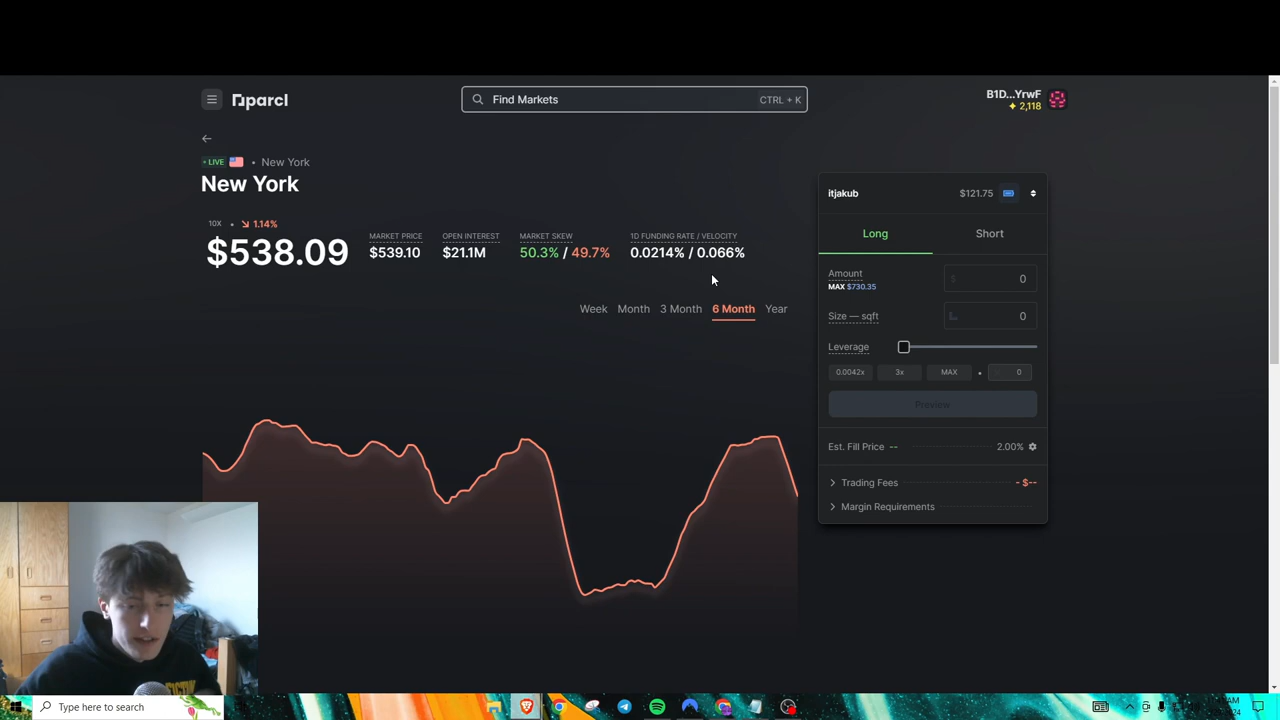 parcl
Find Markets
CTRL + K
B1D...YrwF
2,118
LIVE • New York
New York
10X • 1.14%
$538.09
MARKET PRICE
$539.10
OPEN INTEREST
$21.1M
MARKET SKEW
50.3% / 49.7%
1D FUNDING RATE / VELOCITY
0.0214% / 0.066%
Week Month 3 Month 6 Month Year
itjakub $121.75
Long Short
Amount
MAX $730.35
0
Size — sqft
0
Leverage
0.0042x 3x MAX • 0
Preview
Est. Fill Price -- 2.00%
Trading Fees - $--
Margin Requirements
Type here to search